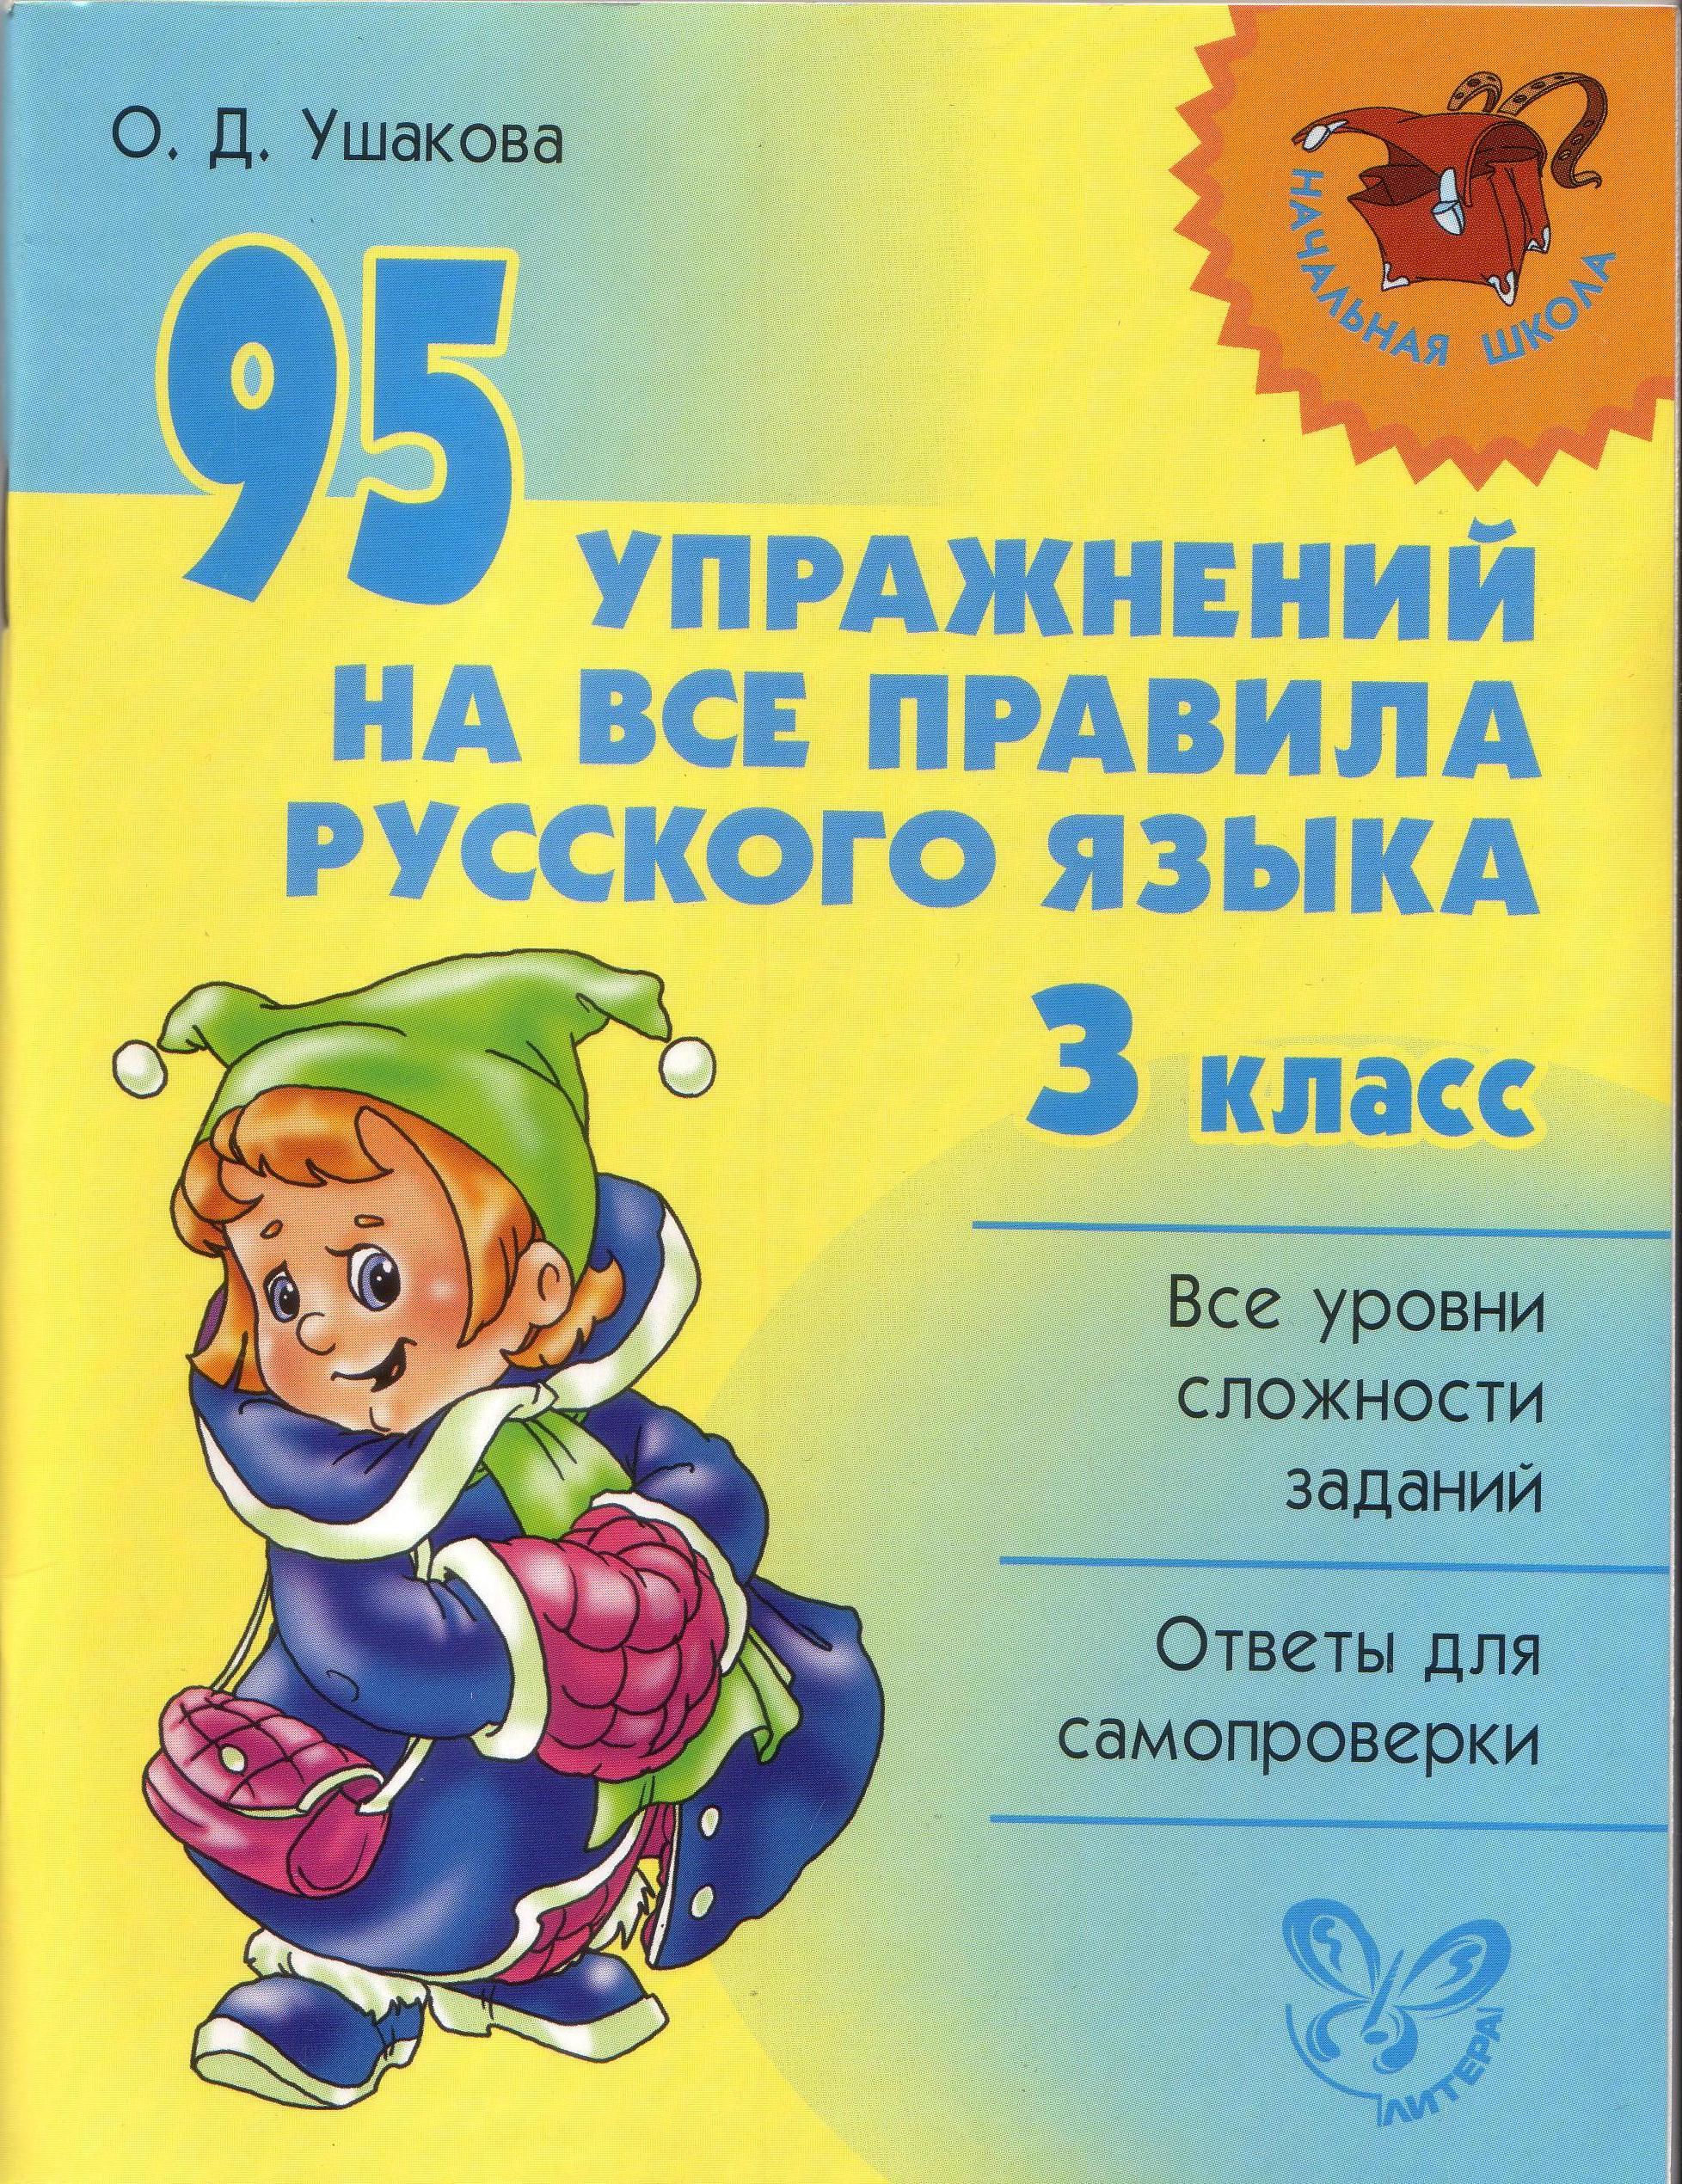 О. Д. Ушакова
НАЧАЛЬНАЯ ШКОЛА
95 УПРАЖНЕНИЙ
НА ВСЕ ПРАВИЛА
РУССКОГО ЯЗЫКА
3 класс
Все уровни
сложности
заданий
Ответы для
самопроверки
ЛИТЕРА